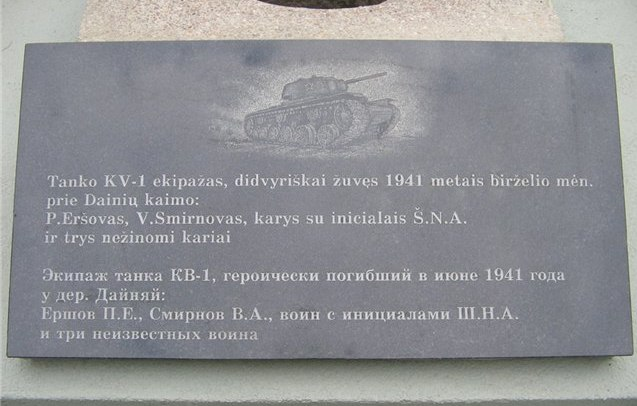 Tanko KV-1 ekipažas, didvyriškai žuvęs 1941 metais birželio mėn.
prie Dainių kaimo:
P.Eršovas, V.Smirnovas, karys su inicialais Š.N.A.
ir trys nežinomi kariai
Экипаж танка КВ-1, героически погибший в июне 1941 года
у дер. Дайняй:
Ершов П.Е., Смирнов В.А., воин с инициалами Ш.Н.А.
и три неизвестных воина